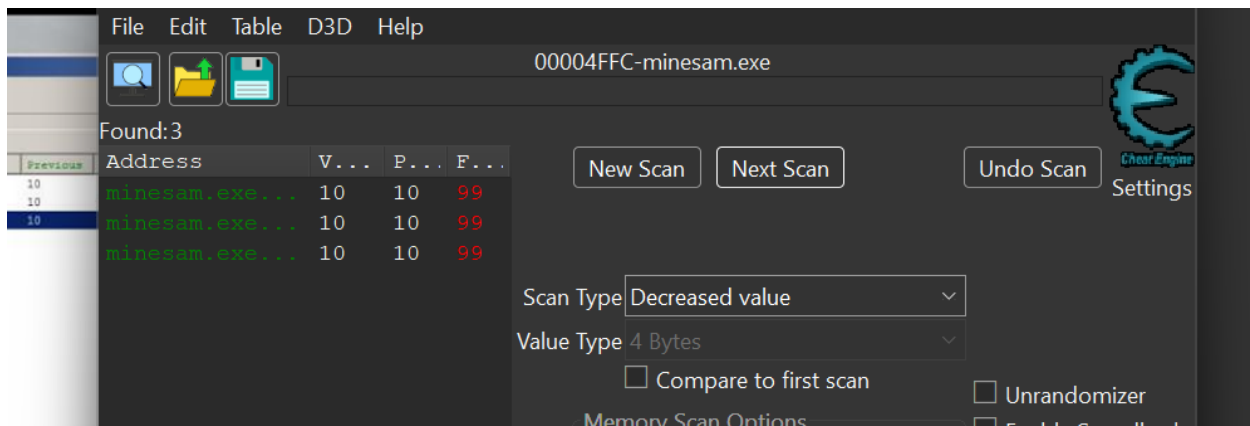 File Edit Table D3D Help
00004FFC-minesam.exe
Found:3
Previous
10
10
10
Address V... P... F...
minesam.exe... 10 10 99
minesam.exe... 10 10 99
minesam.exe... 10 10 99
New Scan Next Scan Undo Scan
Cheat Engine
Settings
Scan Type Decreased value
Value Type 4 Bytes
Compare to first scan
Unrandomizer
Memory Scan Options